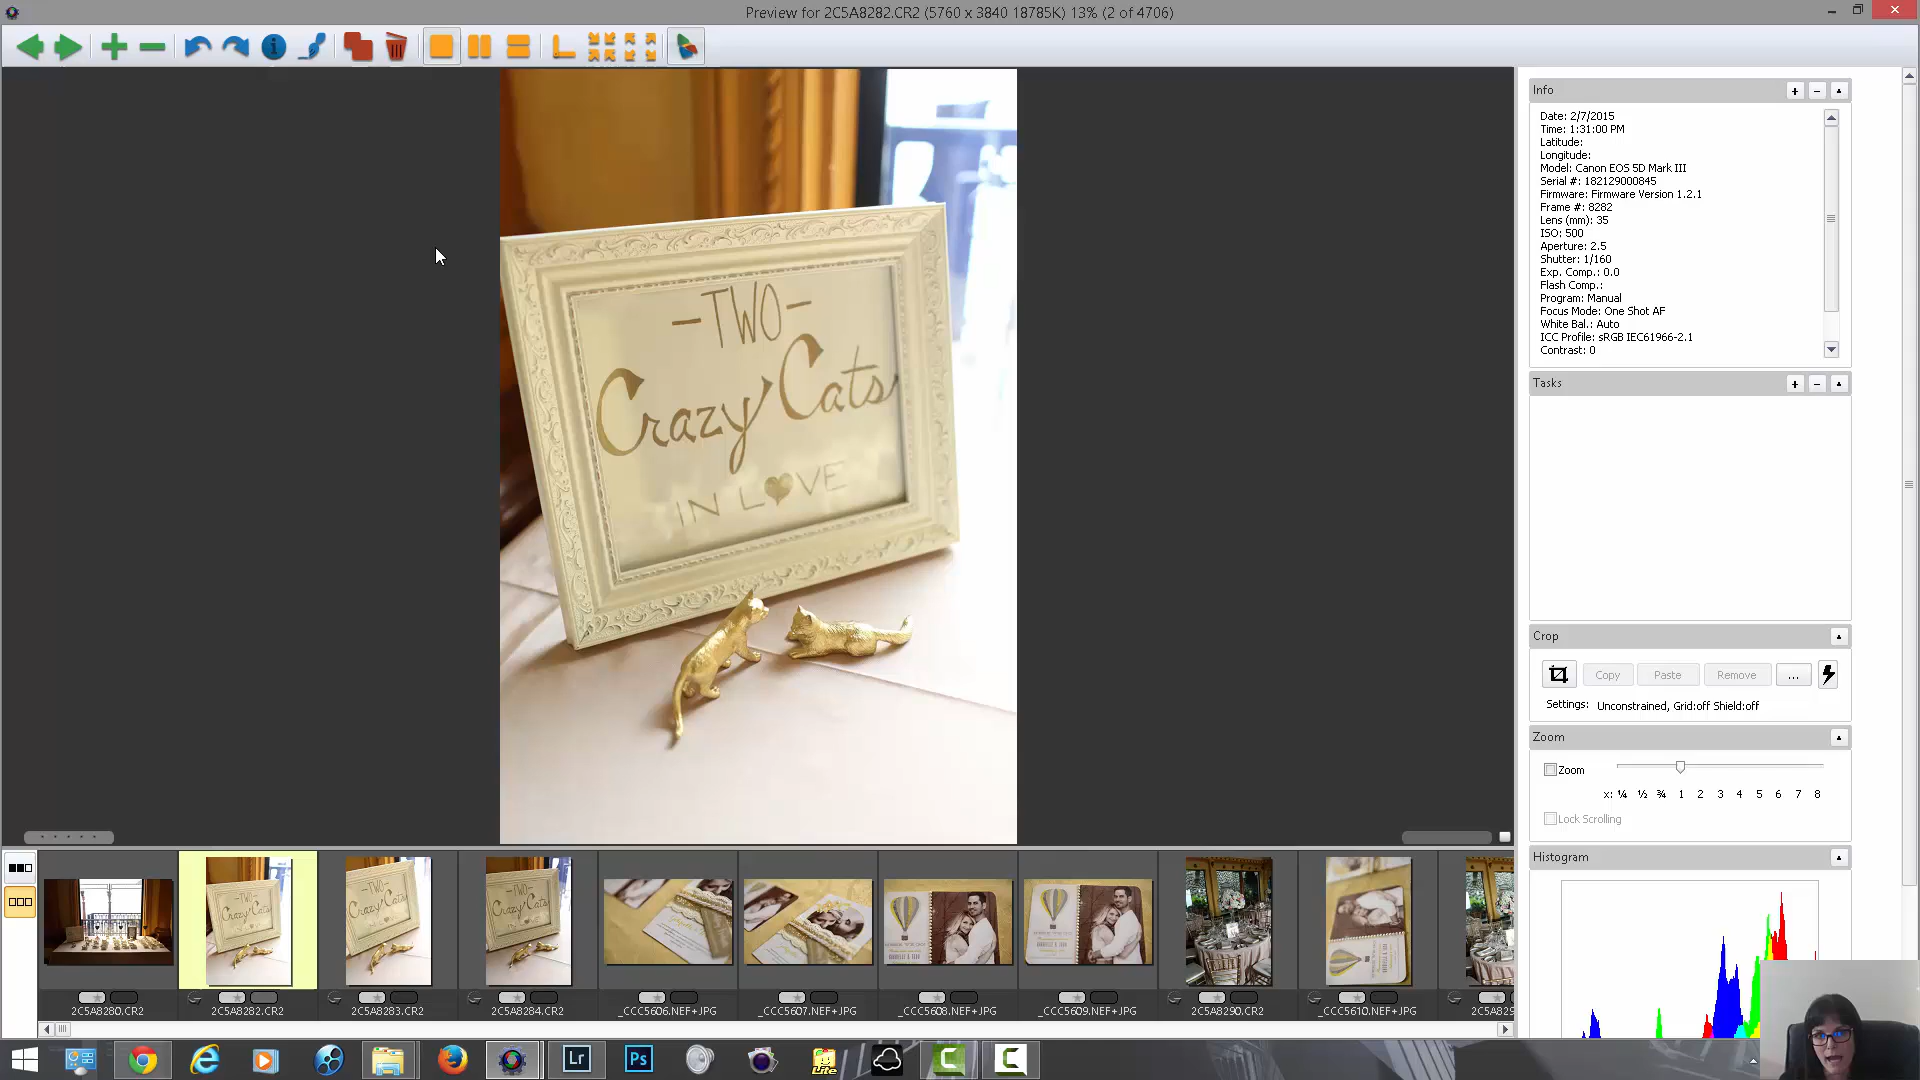 Preview for 2C5A8282.CR2 (5760 x 3840 18785K) 13% (2 of 4706)
-TWO-
Crazy Cats
IN LOVE
Info
Date: 2/7/2015
Time: 1:31:00 PM
Latitude:
Longitude:
Model: Canon EOS 5D Mark III
Serial #: 182129000845
Firmware: Firmware Version 1.2.1
Frame #: 8282
Lens (mm): 35
ISO: 500
Aperture: 2.5
Shutter: 1/160
Exp. Comp.: 0.0
Flash Comp.:
Program: Manual
Focus Mode: One Shot AF
White Bal.: Auto
ICC Profile: sRGB IEC61966-2.1
Contrast: 0
Tasks
Crop
Copy Paste Remove ...
Settings: Unconstrained, Grid:off Shield:off
Zoom
Zoom
x: ¼ ½ ¾ 1 2 3 4 5 6 7 8
Lock Scrolling
Histogram
2C5A8280.CR2 2C5A8282.CR2 2C5A8283.CR2 2C5A8284.CR2 _CCC5606.NEF+JPG _CCC5607.NEF+JPG _CCC5608.NEF+JPG _CCC5609.NEF+JPG 2C5A8290.CR2 _CCC5610.NEF+JPG 2C5A829
Lr Ps Lite